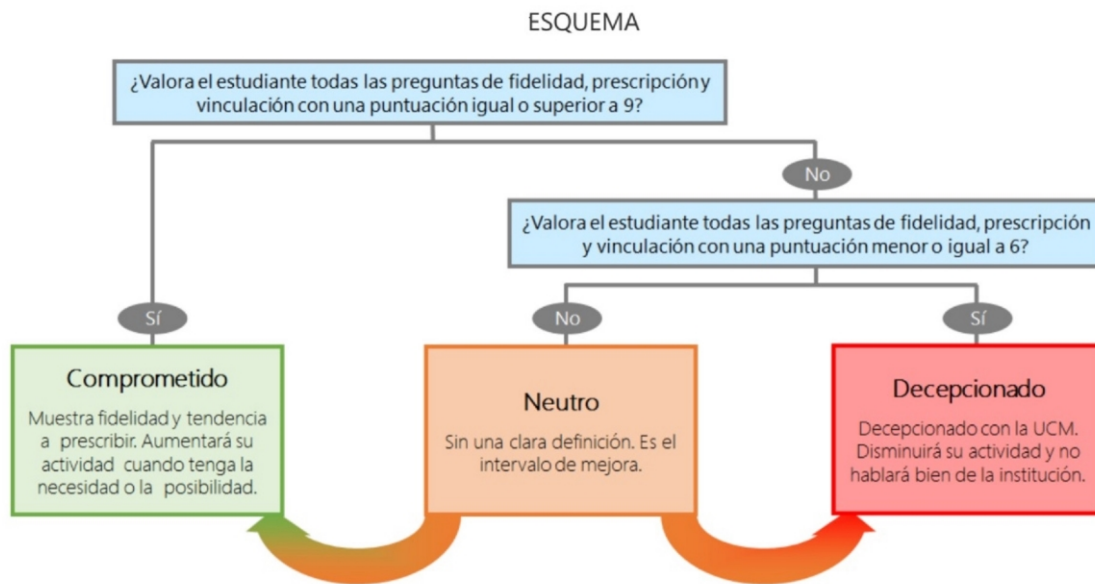 ESQUEMA
¿Valora el estudiante todas las preguntas de fidelidad, prescripción y
vinculación con una puntuación igual o superior a 9?
No
¿Valora el estudiante todas las preguntas de fidelidad, prescripción
y vinculación con una puntuación menor o igual a 6?
Sí
No
Sí
Comprometido
Muestra fidelidad y tendencia
a prescribir. Aumentará su
actividad cuando tenga la
necesidad o la posibilidad.
Neutro
Sin una clara definición. Es el
intervalo de mejora.
Decepcionado
Decepcionado con la UCM.
Disminuirá su actividad y no
hablará bien de la institución.